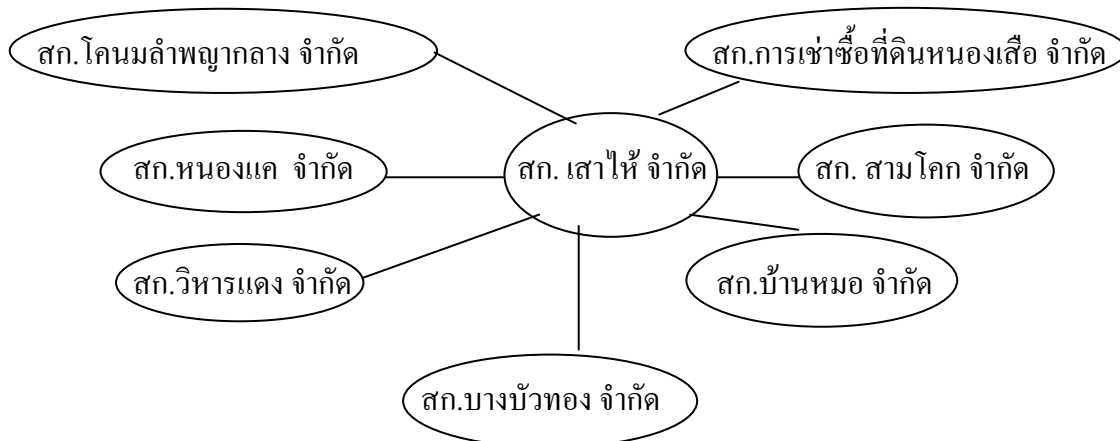 สก.โคนมลำพญากลาง จำกัด
สก.การเช่าซื้อที่ดินหนองเสือ จำกัด
สก.หนองแค จำกัด
สก. เสาไห้ จำกัด
สก. สามโคก จำกัด
สก.วิหารแดง จำกัด
สก.บ้านหมอ จำกัด
สก.บางบัวทอง จำกัด